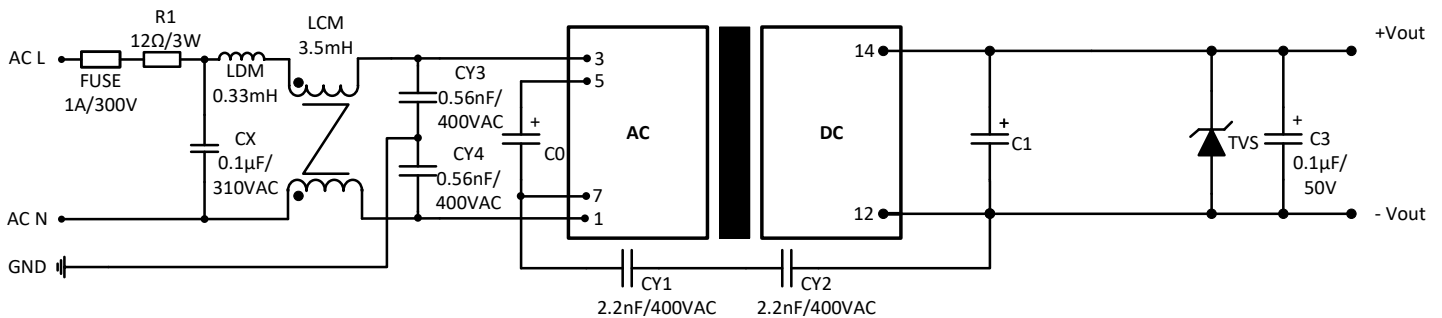 R1
12Ω/3W
LCM
3.5mH
AC L
FUSE
1A/300V
LDM
0.33mH
CX
0.1µF/
310VAC
CY3
0.56nF/
400VAC
CY4
0.56nF/
400VAC
+
C0
3
5
7
1
AC
DC
14
12
+
C1
TVS
+
C3
0.1µF/
50V
+Vout
- Vout
AC N
GND
CY1
2.2nF/400VAC
CY2
2.2nF/400VAC